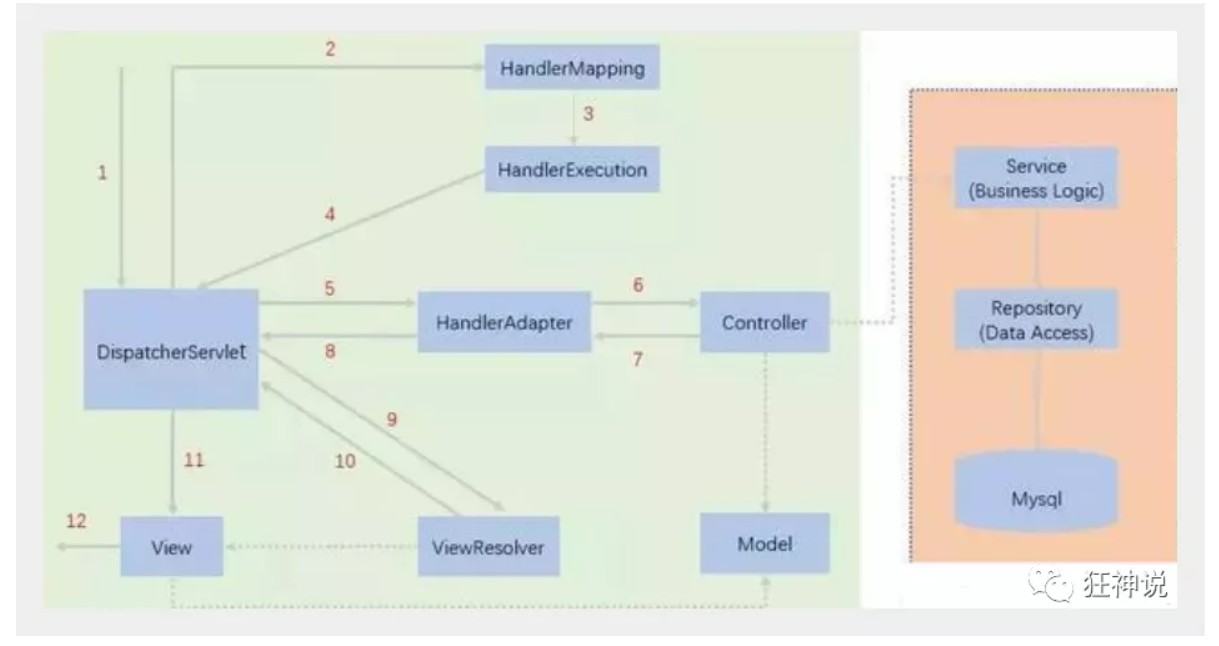 2
HandlerMapping
3
1
HandlerExecution
4
Service
(Business Logic)
5
6
HandlerAdapter
Controller
Repository
(Data Access)
DispatcherServlet
8
7
9
11
10
Mysql
12
View
ViewResolver
Model
狂神说